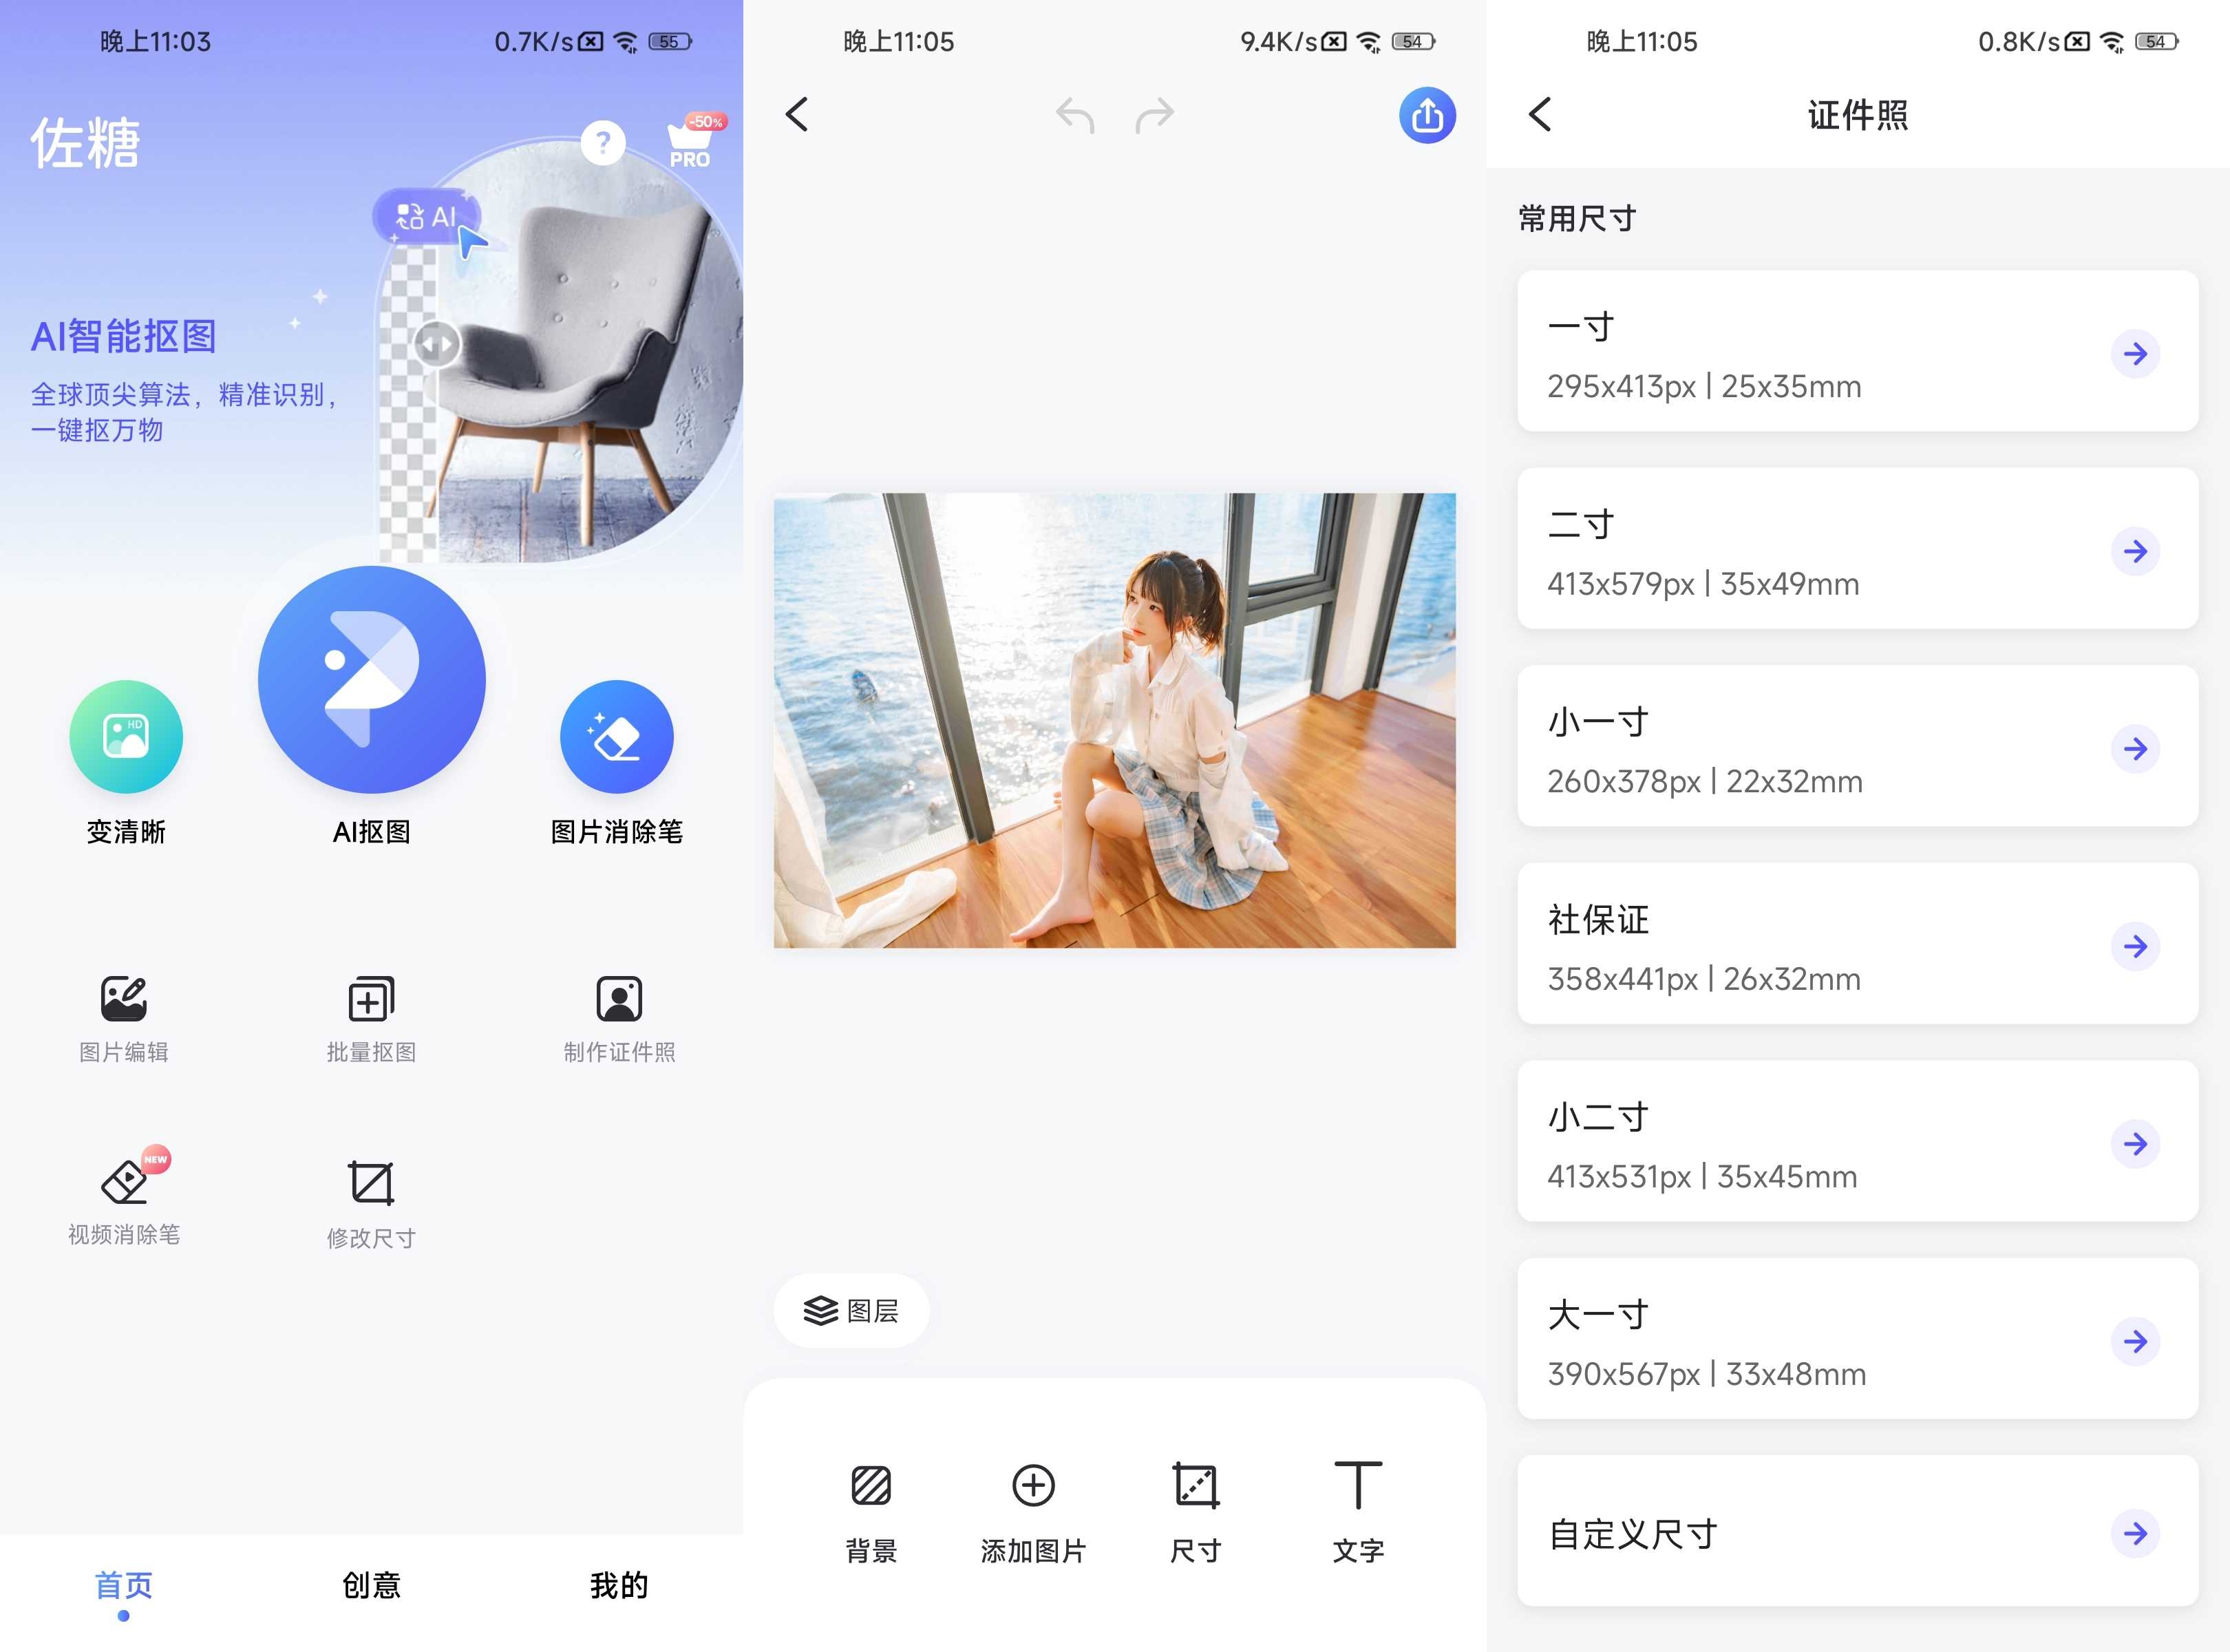 晚上11:03
0.7K/s
55
佐糖
?
-50%
PRO
AI
AI智能抠图
全球顶尖算法，精准识别，
一键抠万物
HD
变清晰
AI抠图
图片消除笔
图片编辑
批量抠图
制作证件照
NEW
视频消除笔
修改尺寸
首页
创意
我的
晚上11:05
9.4K/s
54
图层
背景
添加图片
尺寸
文字
晚上11:05
0.8K/s
54
证件照
常用尺寸
一寸
295x413px | 25x35mm
二寸
413x579px | 35x49mm
小一寸
260x378px | 22x32mm
社保证
358x441px | 26x32mm
小二寸
413x531px | 35x45mm
大一寸
390x567px | 33x48mm
自定义尺寸